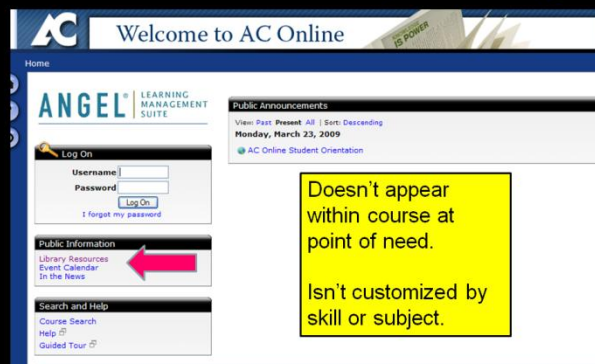 AC
Welcome to AC Online
IS POWER
Home
ANGEL® LEARNING
MANAGEMENT
SUITE
Log On
Username
Password
Log On
I forgot my password
Public Information
Library Resources
Event Calendar
In the News
Search and Help
Course Search
Help
Guided Tour
Public Announcements
View: Past Present All | Sort: Descending
Monday, March 23, 2009
AC Online Student Orientation
Doesn't appear
within course at
point of need.
Isn't customized by
skill or subject.